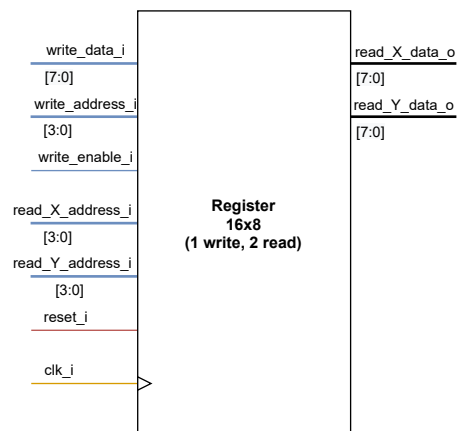 write_data_i
[7:0]
write_address_i
[3:0]
write_enable_i
read_X_address_i
[3:0]
read_Y_address_i
[3:0]
reset_i
clk_i
Register
16x8
(1 write, 2 read)
read_X_data_o
[7:0]
read_Y_data_o
[7:0]